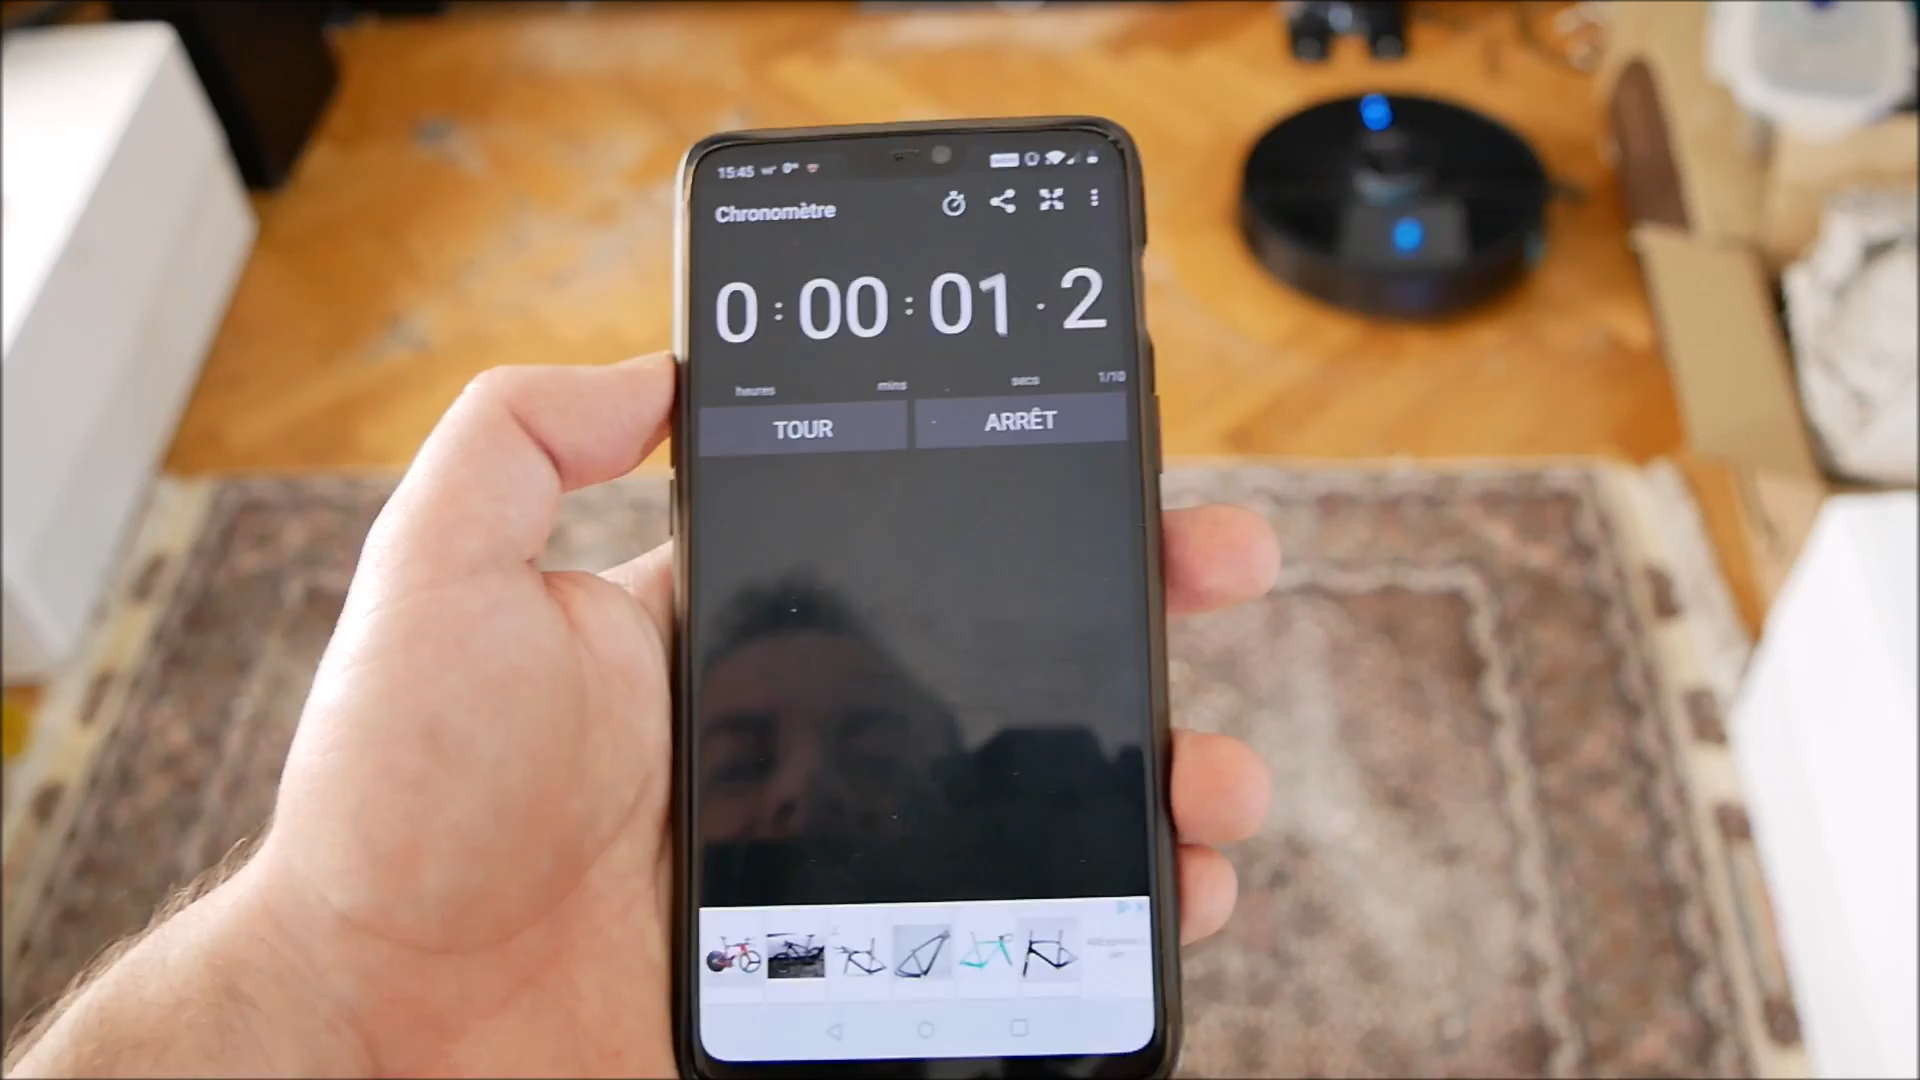 15:45
Chronomètre
0:00:01.2
heures mins secs 1/10
TOUR ARRÊT